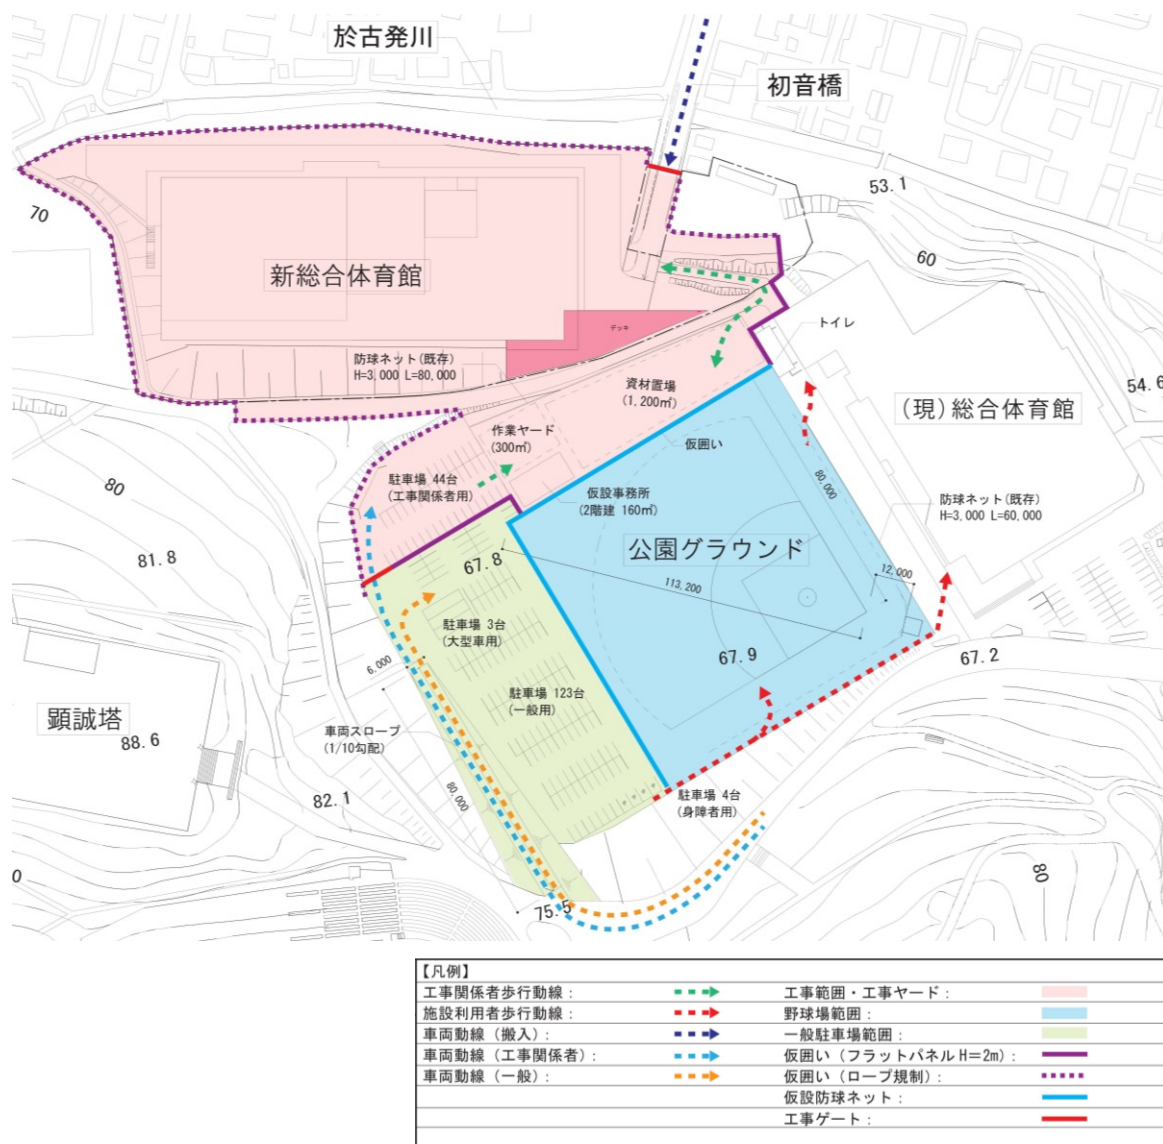 於古発川
初音橋
53.1
70
60
新総合体育館
デッキ
トイレ
防球ネット(既存)
H=3,000 L=80,000
資材置場
(1,200㎡)
54.6
(現)総合体育館
作業ヤード
(300㎡)
仮囲い
80
駐車場 44台
(工事関係者用)
80,000
仮設事務所
(2階建 160㎡)
防球ネット(既存)
H=3,000 L=60,000
公園グラウンド
81.8
67.8
113,200
12,000
駐車場 3台
(大型車用)
67.9
67.2
6,000
駐車場 123台
(一般用)
顕誠塔
88.6
車両スロープ
(1/10勾配)
82.1
80,000
駐車場 4台
(身障者用)
0
80
75.5
【凡例】
工事関係者歩行動線： 工事範囲・工事ヤード：
施設利用者歩行動線： 野球場範囲：
車両動線（搬入）： 一般駐車場範囲：
車両動線（工事関係者）： 仮囲い（フラットパネルH＝2m）：
車両動線（一般）： 仮囲い（ロープ規制）：
仮設防球ネット：
工事ゲート：